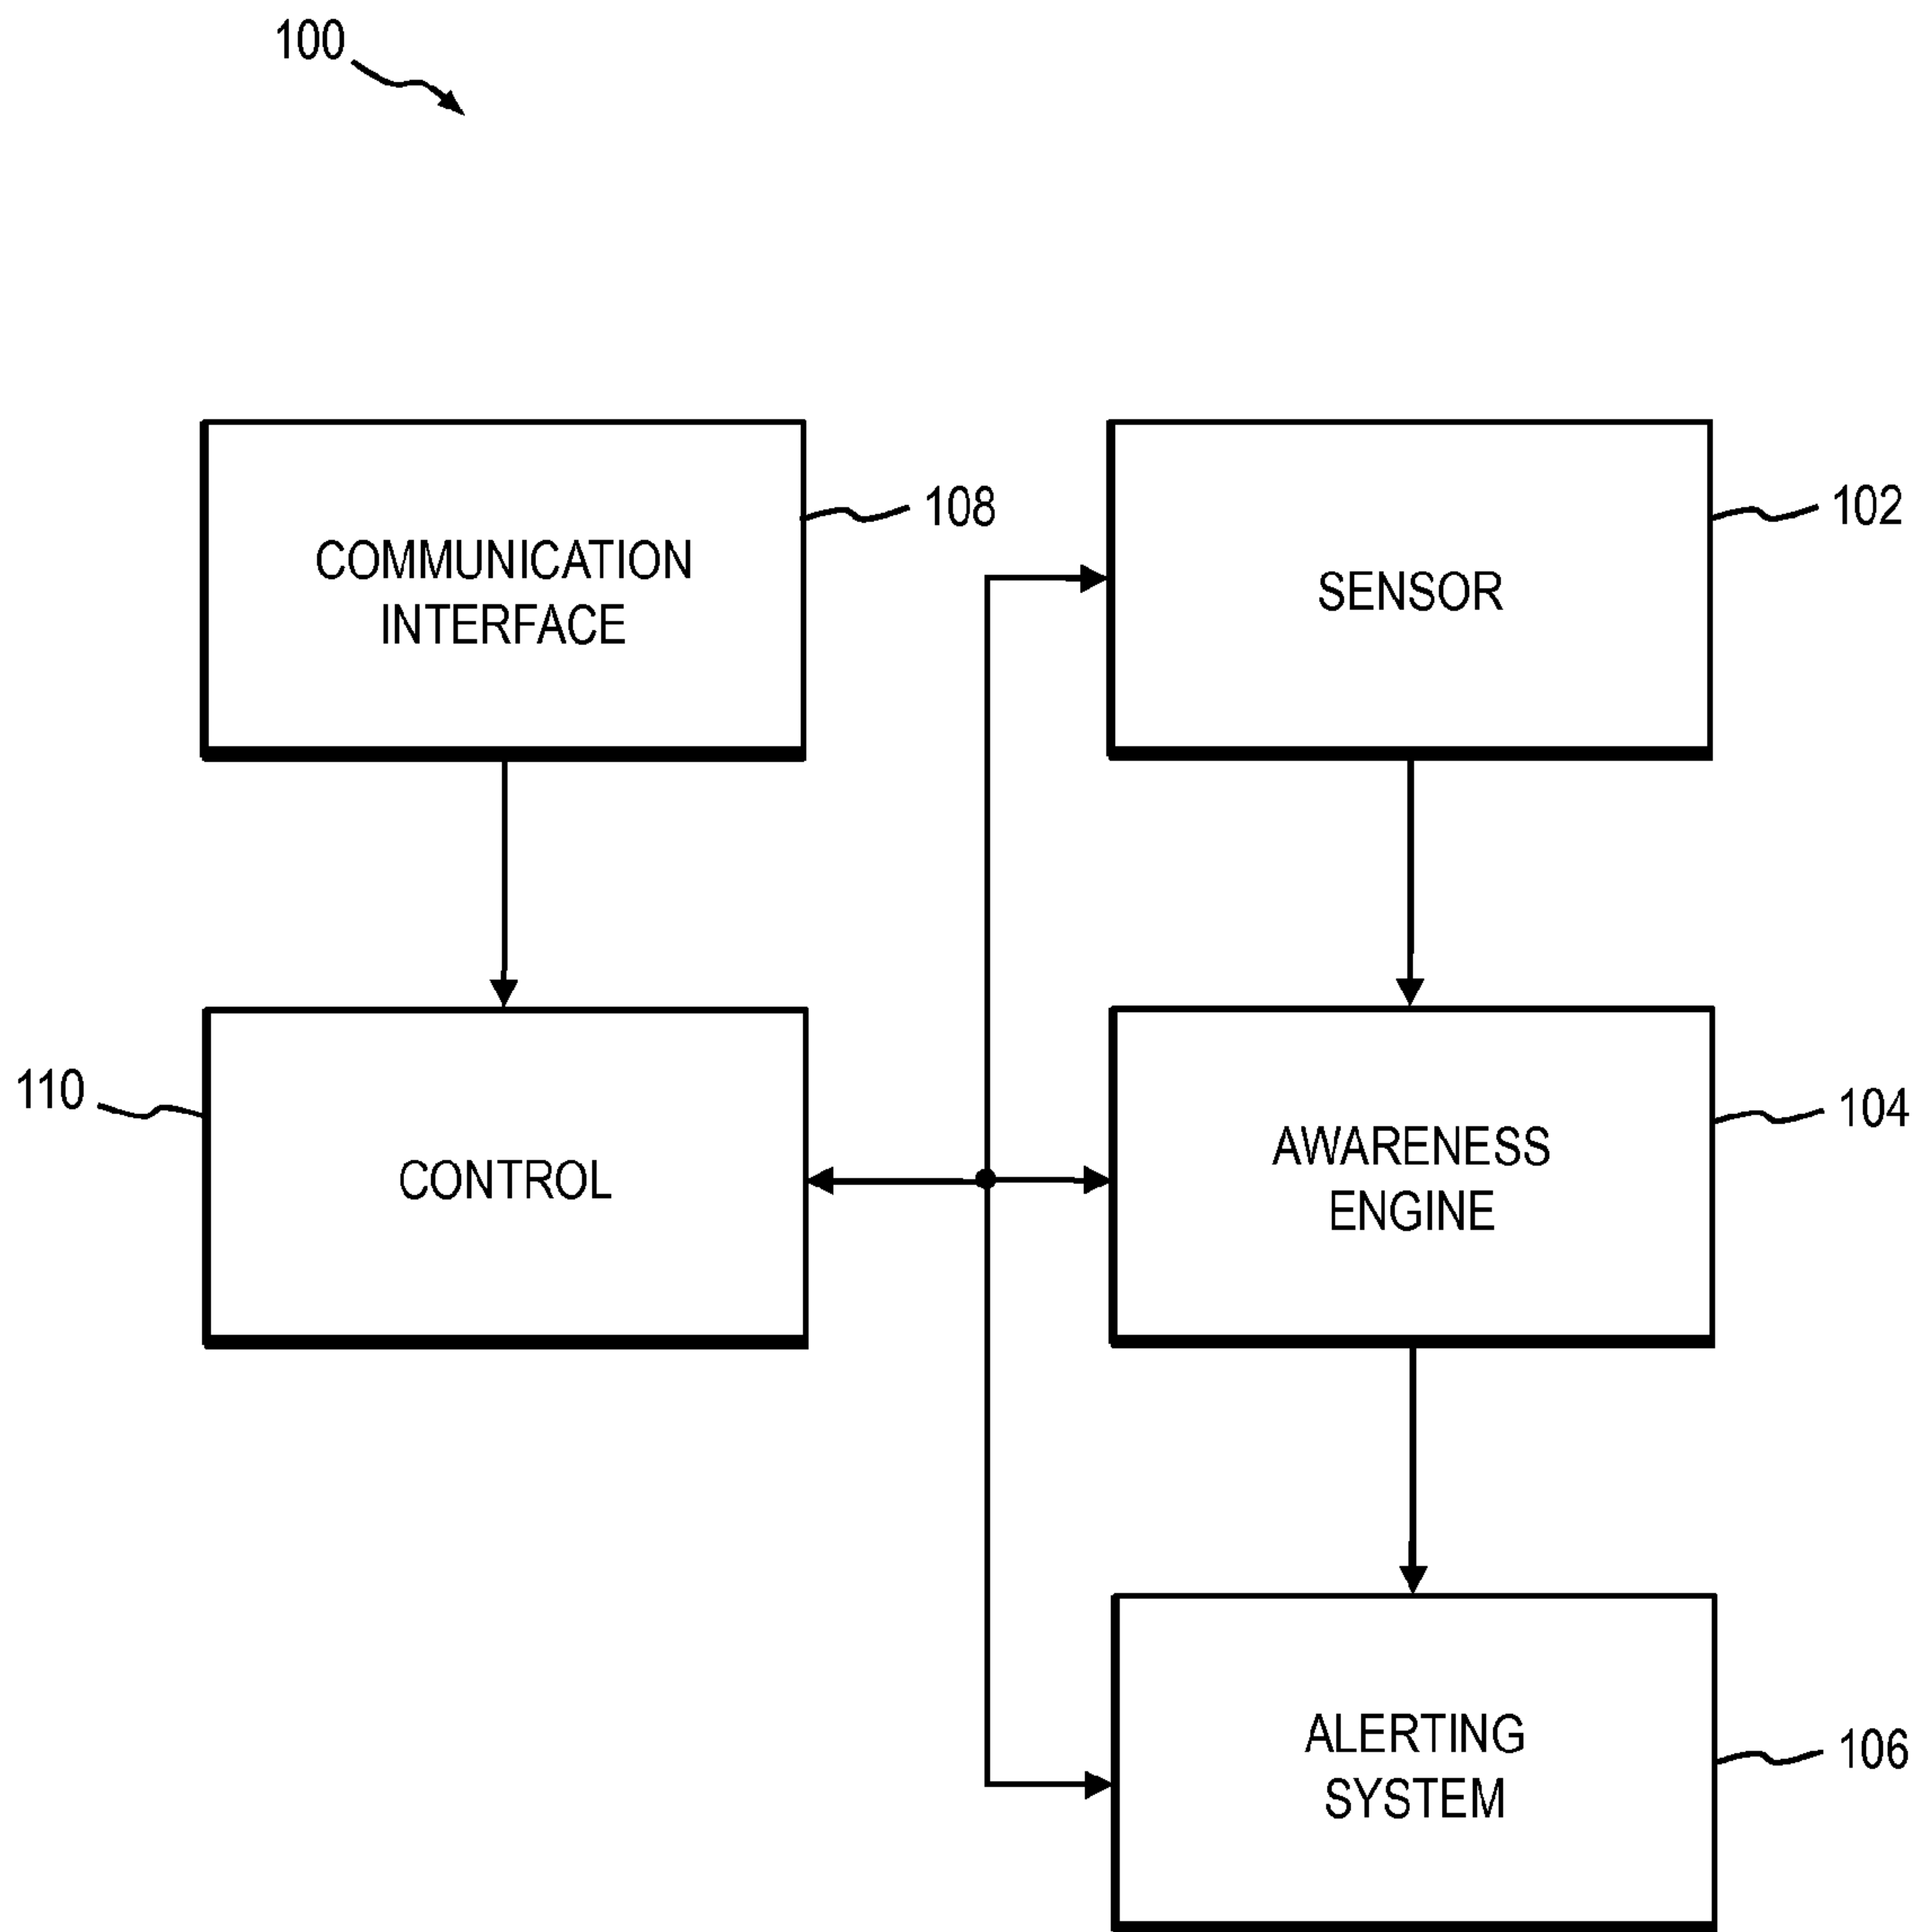 100
COMMUNICATION
INTERFACE
108
SENSOR
102
110
CONTROL
AWARENESS
ENGINE
104
ALERTING
SYSTEM
106